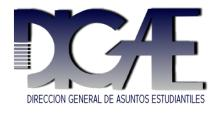 DIGAE
DIRECCION GENERAL DE ASUNTOS ESTUDIANTILES